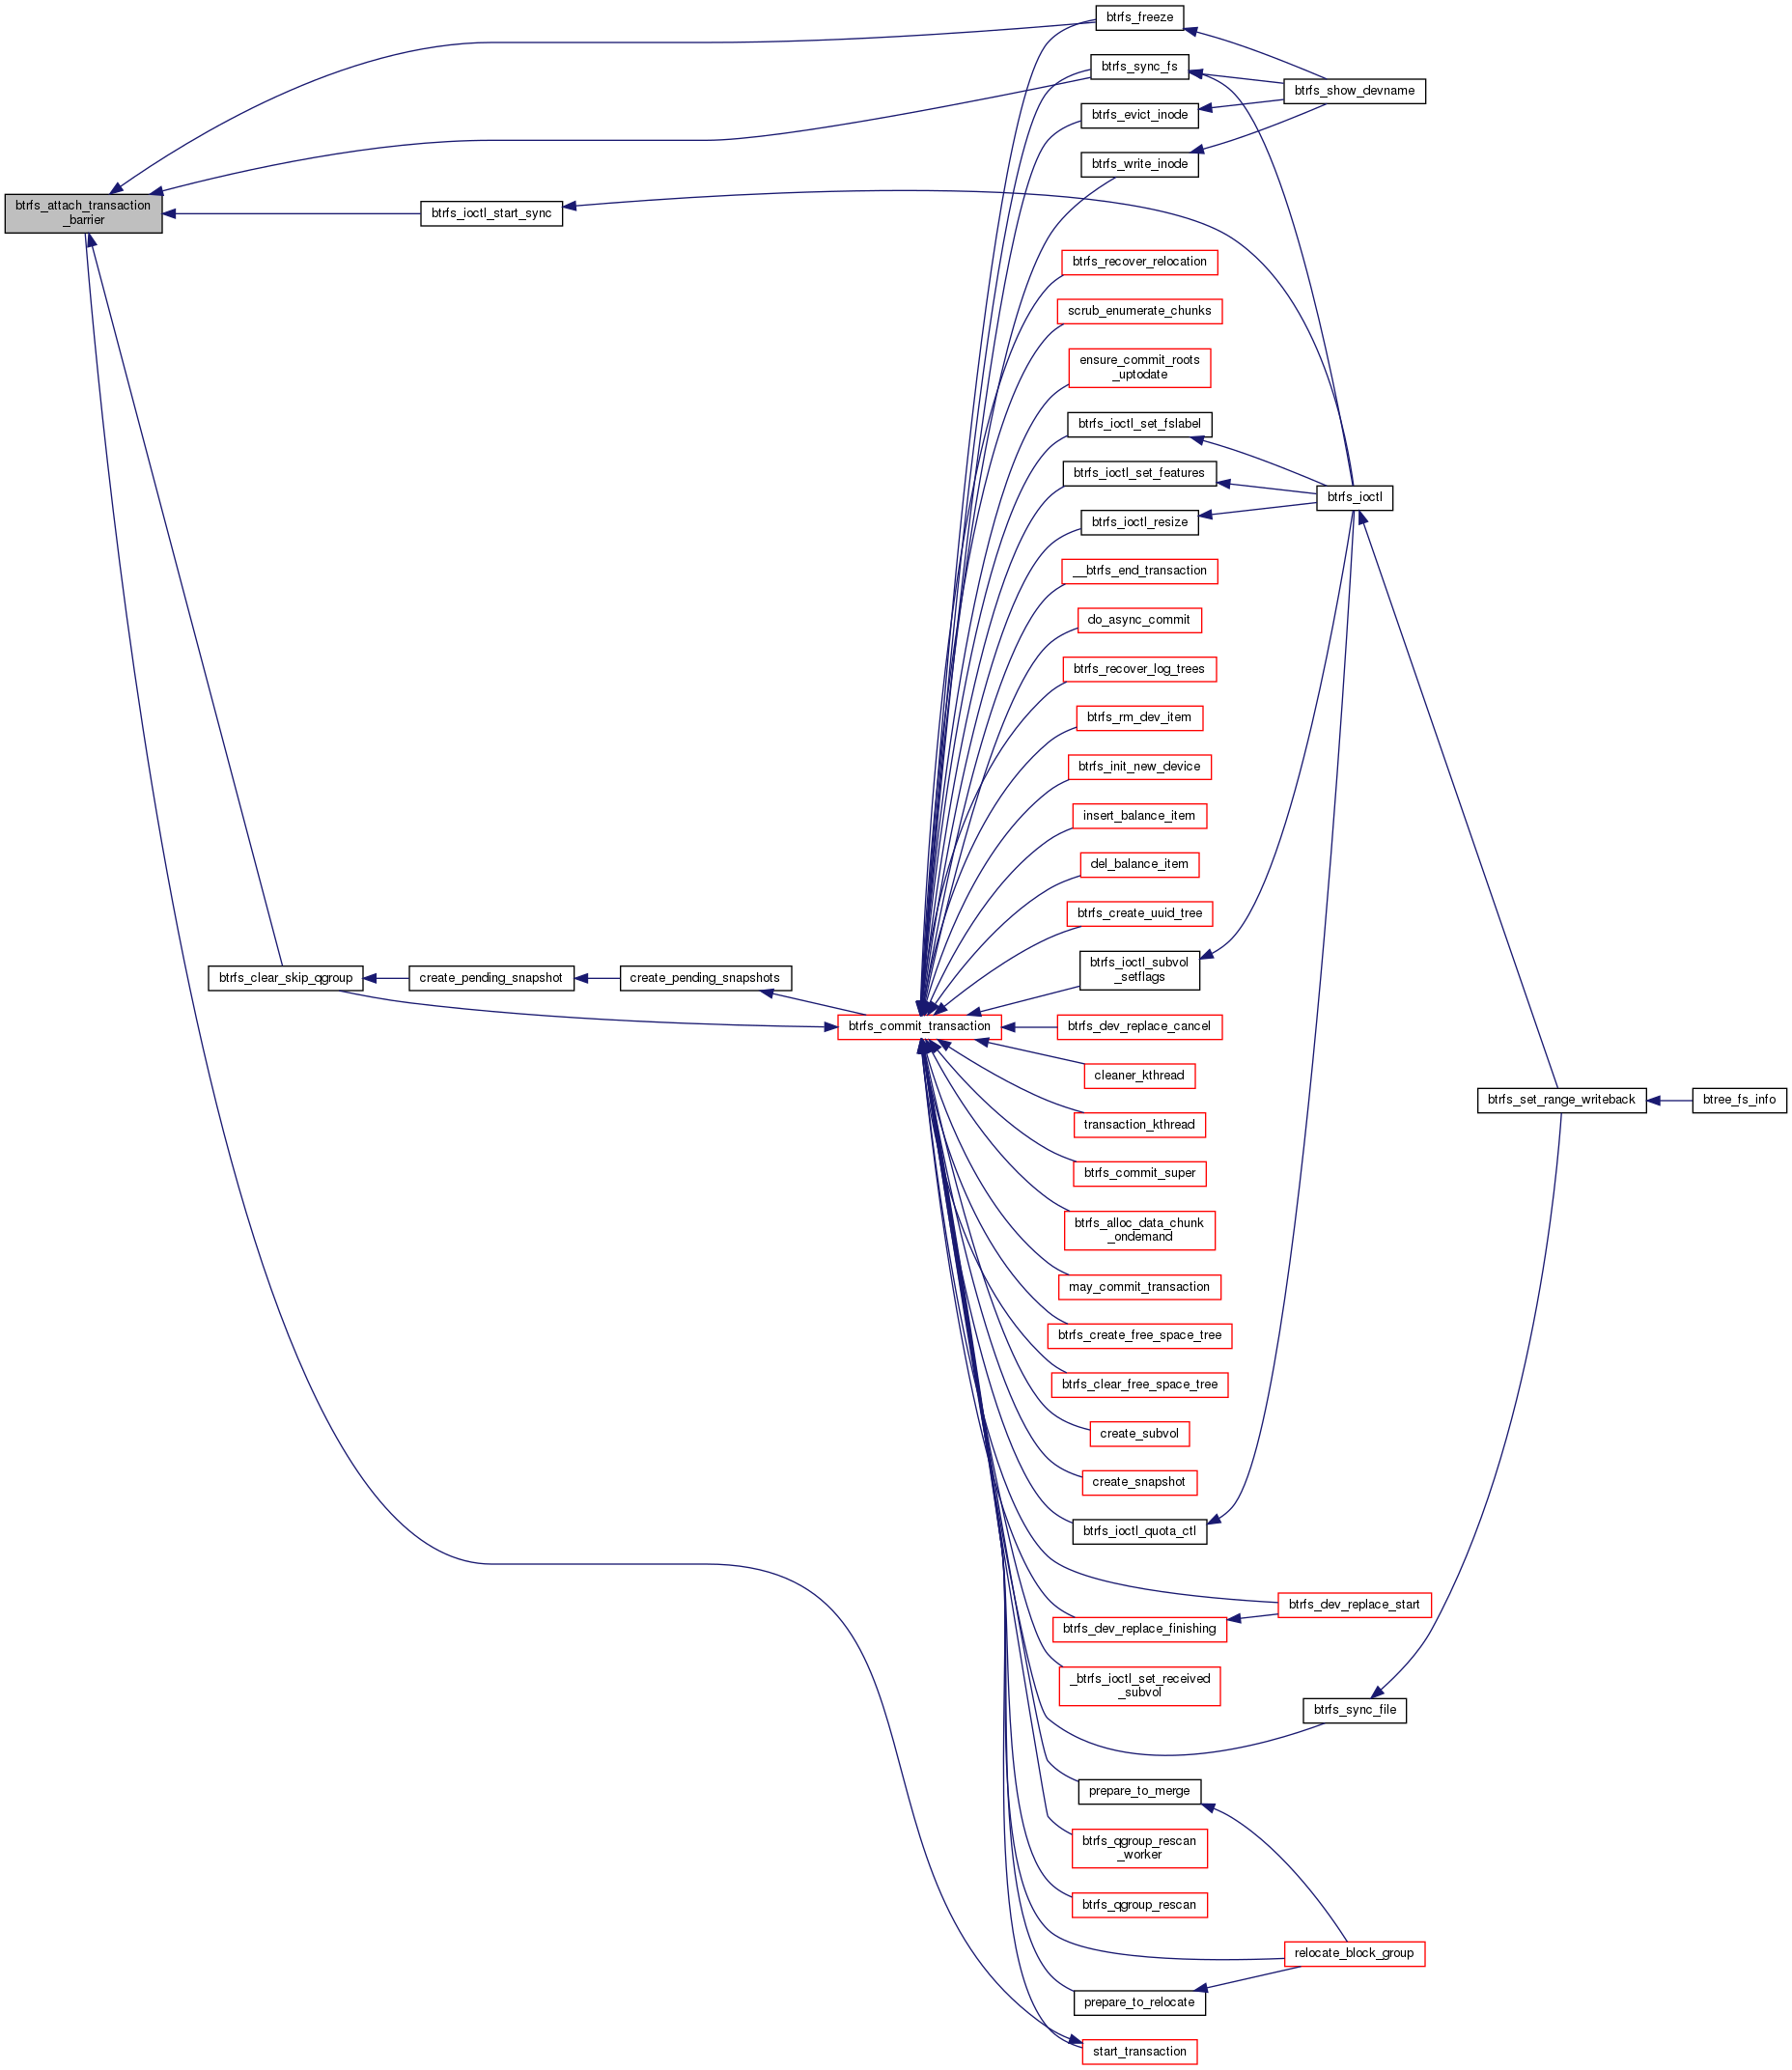 btrfs_freeze
btrfs_sync_fs
btrfs_show_devname
btrfs_evict_inode
btrfs_write_inode
btrfs_attach_transaction
_barrier
btrfs_ioctl_start_sync
btrfs_recover_relocation
scrub_enumerate_chunks
ensure_commit_roots
_uptodate
btrfs_ioctl_set_fslabel
btrfs_ioctl_set_features
btrfs_ioctl
btrfs_ioctl_resize
__btrfs_end_transaction
do_async_commit
btrfs_recover_log_trees
btrfs_rm_dev_item
btrfs_init_new_device
insert_balance_item
del_balance_item
btrfs_create_uuid_tree
btrfs_ioctl_subvol
_setflags
btrfs_clear_skip_qgroup
create_pending_snapshot
create_pending_snapshots
btrfs_commit_transaction
btrfs_dev_replace_cancel
cleaner_kthread
btrfs_set_range_writeback
btree_fs_info
transaction_kthread
btrfs_commit_super
btrfs_alloc_data_chunk
_ondemand
may_commit_transaction
btrfs_create_free_space_tree
btrfs_clear_free_space_tree
create_subvol
create_snapshot
btrfs_ioctl_quota_ctl
btrfs_dev_replace_start
btrfs_dev_replace_finishing
_btrfs_ioctl_set_received
_subvol
btrfs_sync_file
prepare_to_merge
btrfs_qgroup_rescan
_worker
btrfs_qgroup_rescan
relocate_block_group
prepare_to_relocate
start_transaction